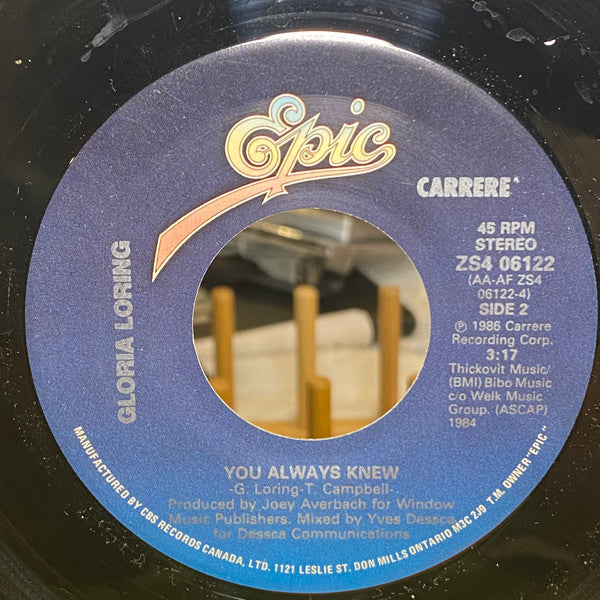 Epic
CARRERE
GLORIA LORING
45 RPM
STEREO
ZS4 06122
(AA-AF ZS4
06122-4)
SIDE 2
℗ 1986 Carrere
Recording Corp.
3:17
Thickovit Music/
(BMI) Bibo Music
c/o Welk Music
Group. (ASCAP)
1984
YOU ALWAYS KNEW
-G. Loring-T. Campbell-
Produced by Joey Averbach for Window
Music Publishers. Mixed by Yves Dessca
for Dessca Communications
MANUFACTURED BY CBS RECORDS CANADA, LTD. 1121 LESLIE ST. DON MILLS ONTARIO M3C 2J9 T.M. OWNER "EPIC"